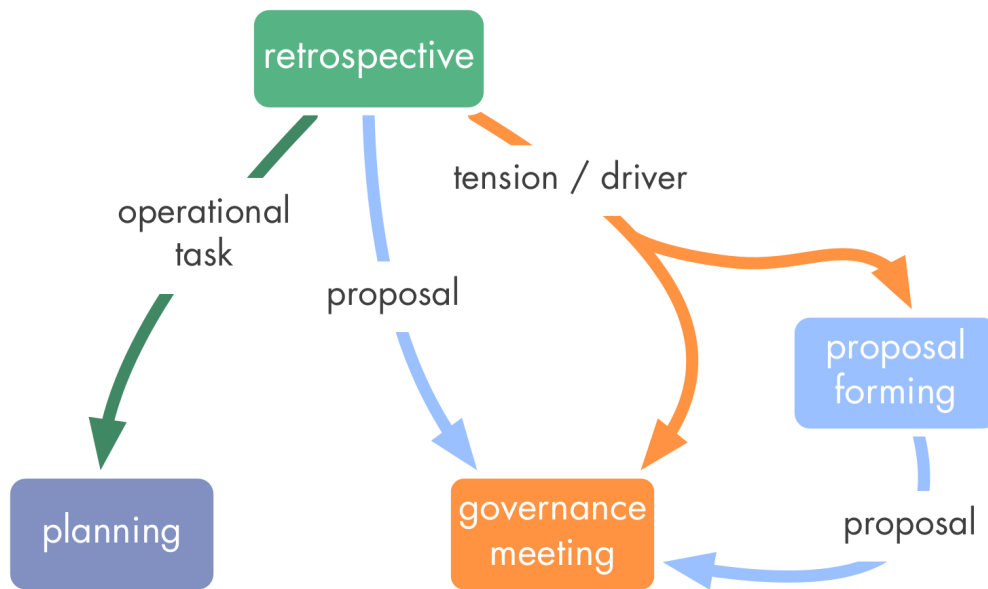 retrospective
tension / driver
operational
task
proposal
proposal
forming
planning
governance
meeting
proposal